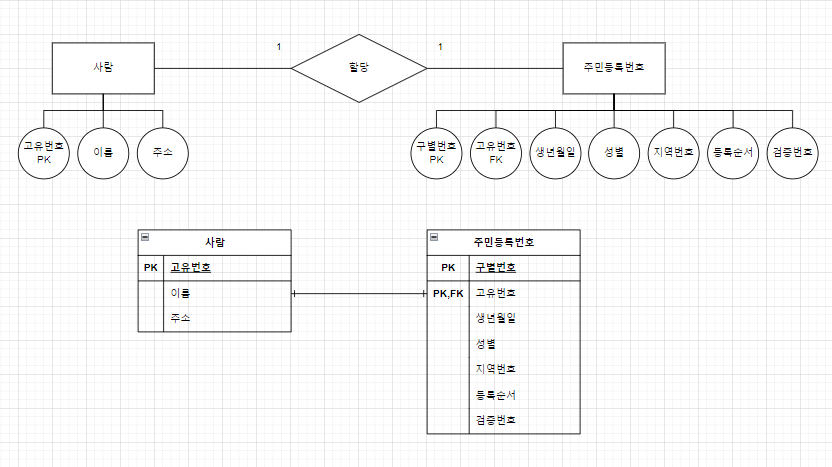 1
1
사람
할당
주민등록번호
고유번호
PK
이름
주소
구별번호
PK
고유번호
FK
생년월일
성별
지역번호
등록순서
검증번호
사람
PK 고유번호
이름
주소
주민등록번호
PK 구별번호
PK,FK 고유번호
생년월일
성별
지역번호
등록순서
검증번호